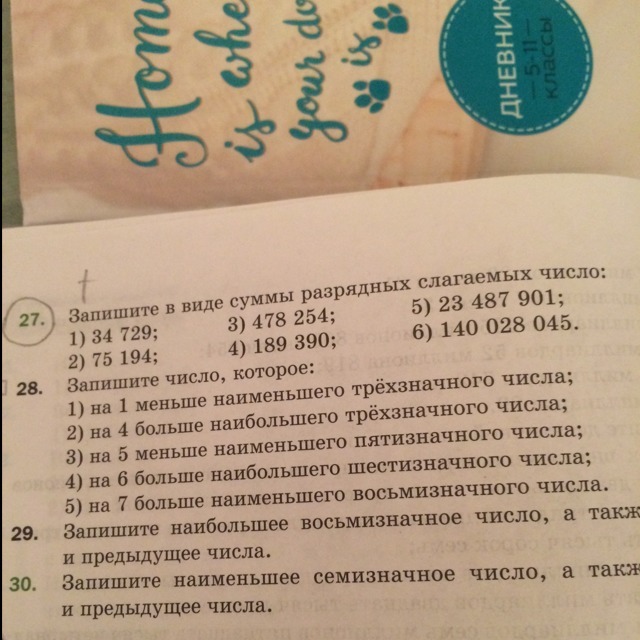 Home
is whe
your do
is
ДНЕВНИК
— 5-11 —
классы
27. Запишите в виде суммы разрядных слагаемых число:
1) 34 729; 3) 478 254; 5) 23 487 901;
2) 75 194; 4) 189 390; 6) 140 028 045.
28. Запишите число, которое:
1) на 1 меньше наименьшего трёхзначного числа;
2) на 4 больше наибольшего трёхзначного числа;
3) на 5 меньше наименьшего пятизначного числа;
4) на 6 больше наибольшего шестизначного числа;
5) на 7 больше наименьшего восьмизначного числа.
29. Запишите наибольшее восьмизначное число, а такж
и предыдущее числа.
30. Запишите наименьшее семизначное число, а такж
и предыдущее числа.